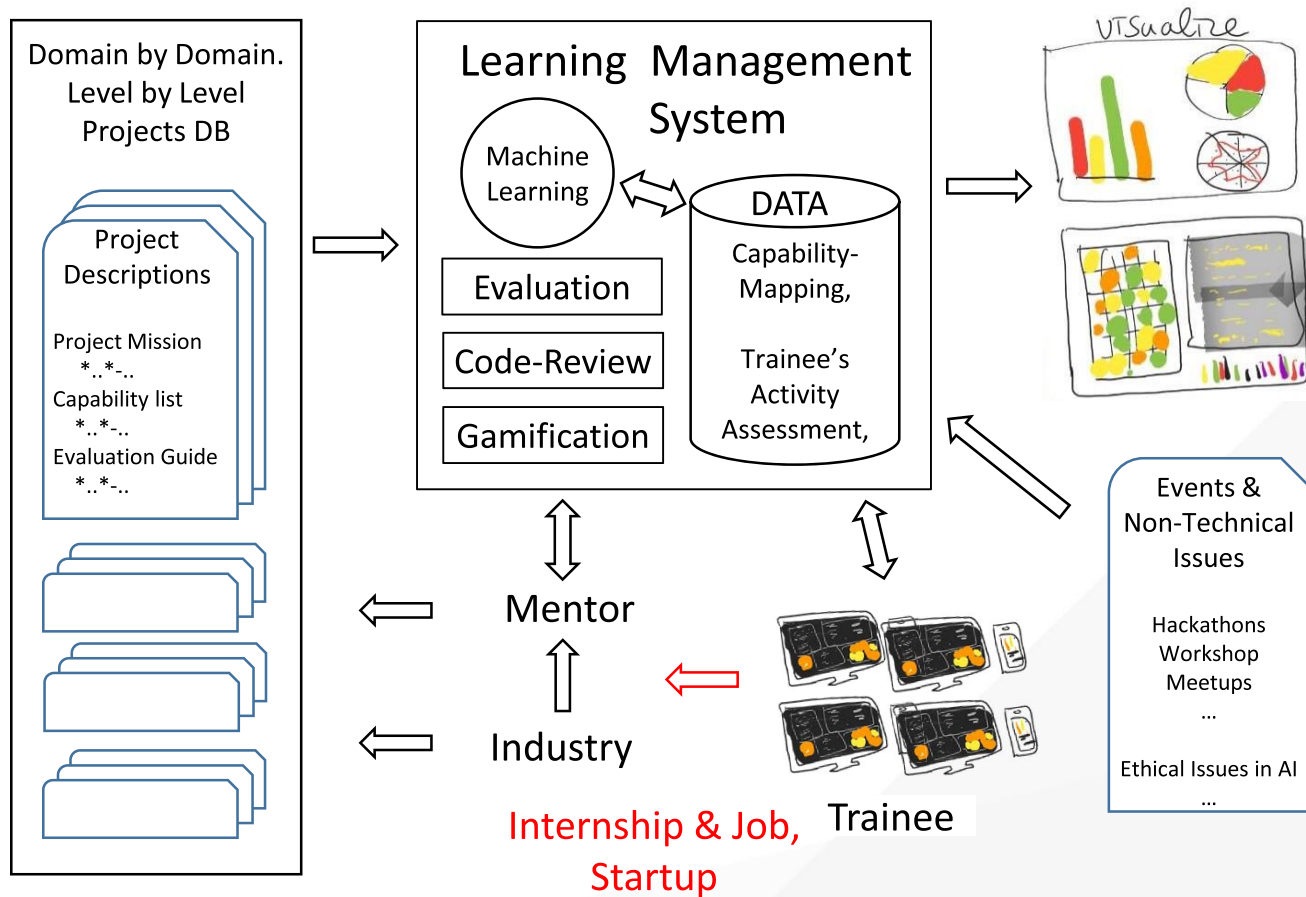 Domain by Domain.
Level by Level
Projects DB
Project
Descriptions
Project Mission
*..*-..
Capability list
*..*-..
Evaluation Guide
*..*-..
Learning Management
System
Machine
Learning
Evaluation
Code-Review
Gamification
DATA
Capability-
Mapping,
Trainee’s
Activity
Assessment,
visualize
Events &
Non-Technical
Issues
Hackathons
Workshop
Meetups
...
Ethical Issues in AI
...
Mentor
Industry
Trainee
Internship & Job,
Startup